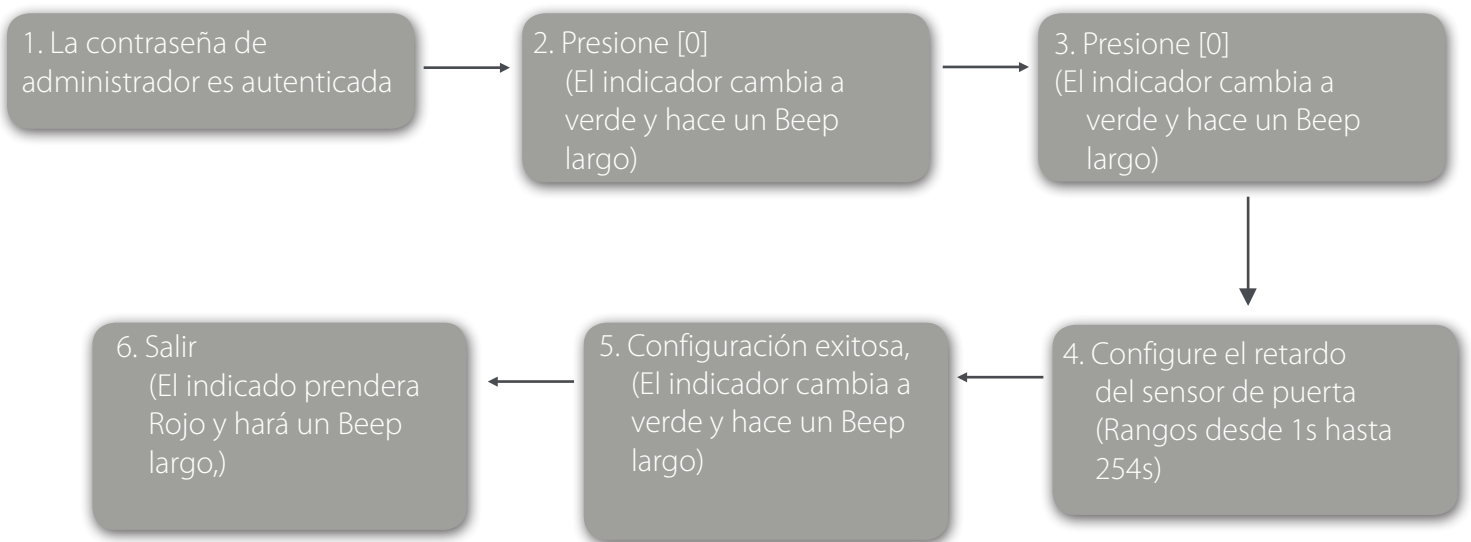 1. La contraseña de
administrador es autenticada
2. Presione [0]
(El indicador cambia a
verde y hace un Beep
largo)
3. Presione [0]
(El indicador cambia a
verde y hace un Beep
largo)
4. Configure el retardo
del sensor de puerta
(Rangos desde 1s hasta
254s)
5. Configuración exitosa,
(El indicador cambia a
verde y hace un Beep
largo)
6. Salir
(El indicado prendera
Rojo y hará un Beep
largo,)